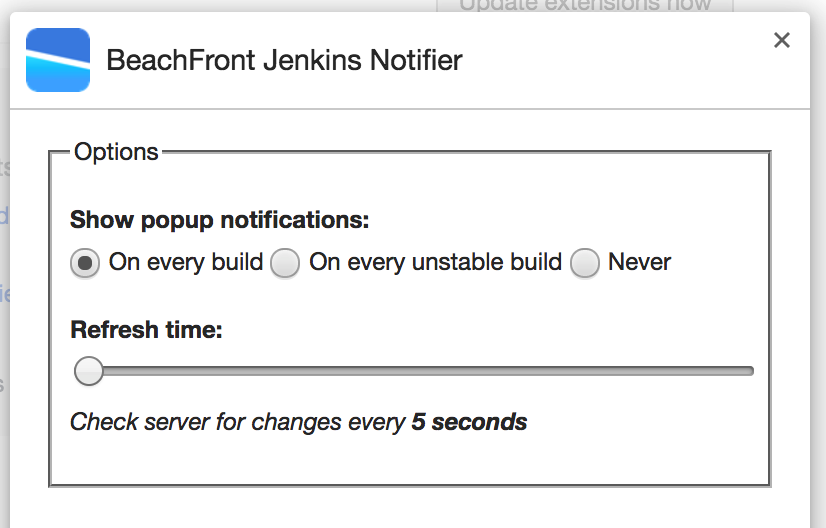 Update extensions now
BeachFront Jenkins Notifier
Options
Show popup notifications:
On every build On every unstable build Never
Refresh time:
Check server for changes every 5 seconds